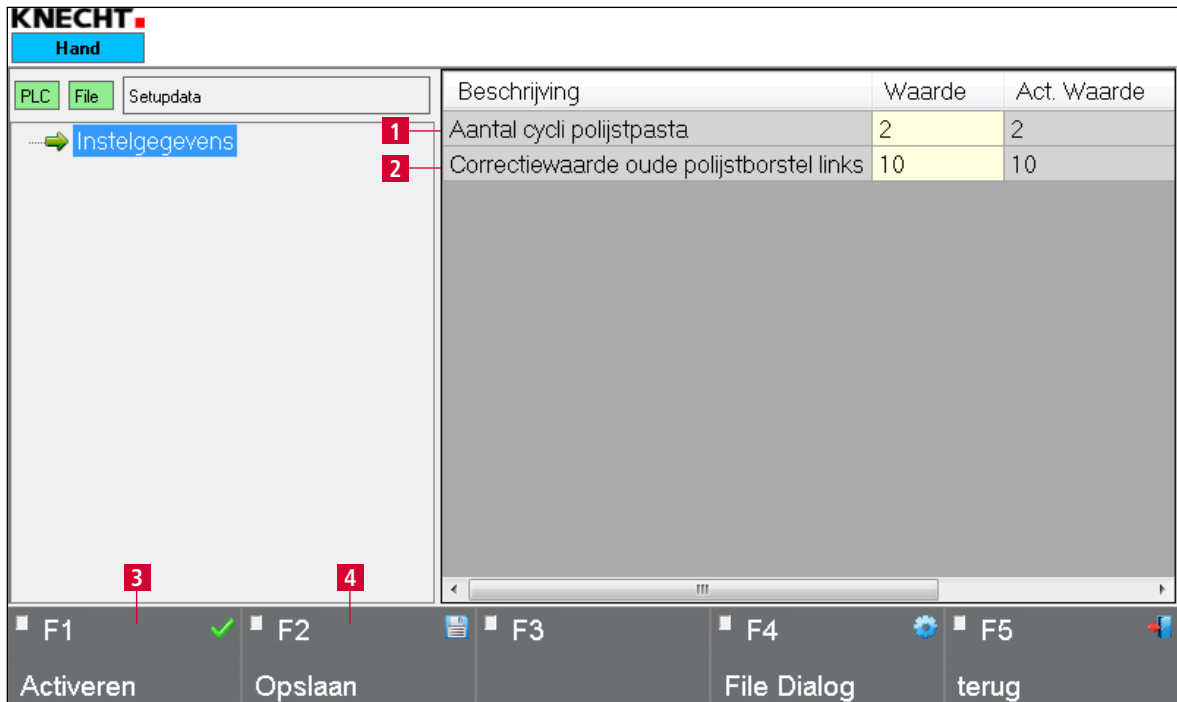 KNECHT
Hand
PLC File Setupdata
Instelgegevens
Beschrijving Waarde Act. Waarde
1 Aantal cycli polijstpasta 2 2
2 Correctiewaarde oude polijstborstel links 10 10
3 4
F1 F2 F3 F4 F5
Activeren Opslaan File Dialog terug